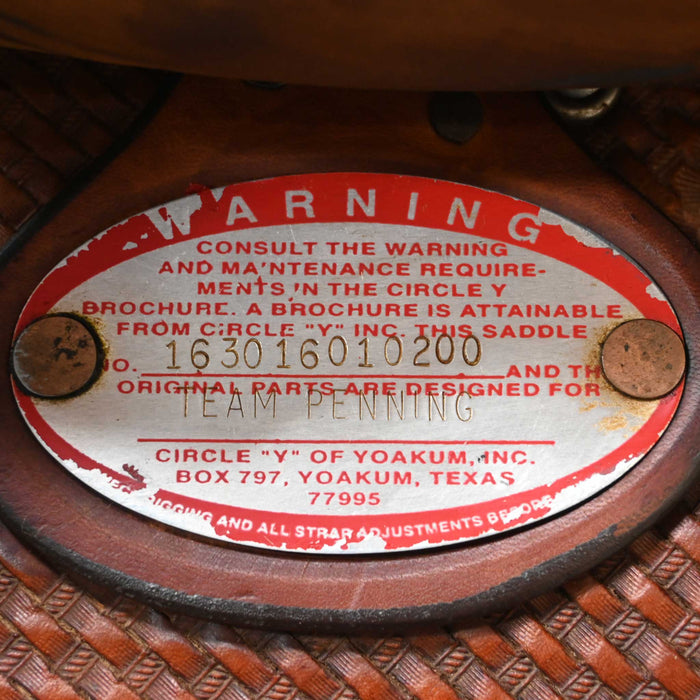 WARNING
CONSULT THE WARNING
AND MAINTENANCE REQUIRE-
MENTS IN THE CIRCLE Y
BROCHURE. A BROCHURE IS ATTAINABLE
FROM CIRCLE "Y" INC. THIS SADDLE
NO. 163016010200 AND TH
ORIGINAL PARTS ARE DESIGNED FOR
TEAM PENNING
CIRCLE "Y" OF YOAKUM, INC.
BOX 797, YOAKUM, TEXAS
77995
RIGGING AND ALL STRAP ADJUSTMENTS BEFORE